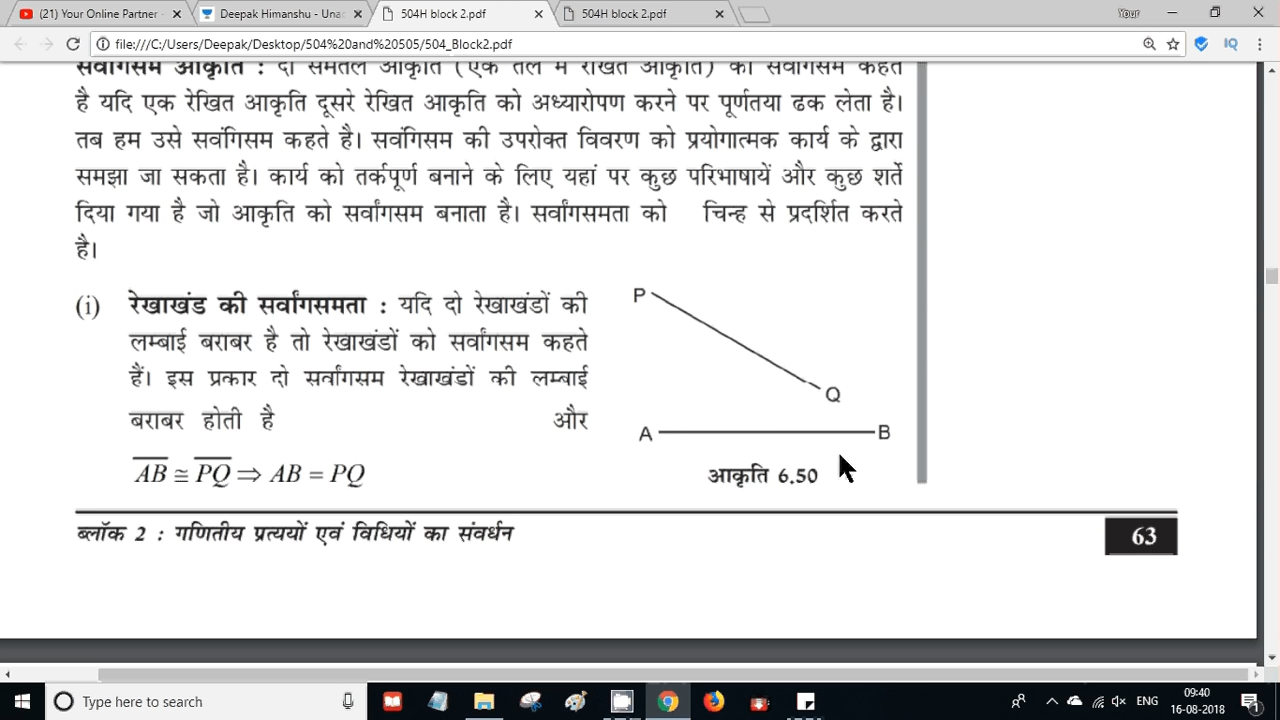 (21) Your Online Partner -
Deepak Himanshu - Una
504H block 2.pdf
504H block 2.pdf
Your
file:///C:/Users/Deepak/Desktop/504%20and%20505/504_Block2.pdf
IQ
सर्वांगसम आकृति : दो समतल आकृति (एक तल में रेखित आकृति) को सर्वांगसम कहते
है यदि एक रेखित आकृति दूसरे रेखित आकृति को अध्यारोपण करने पर पूर्णतया ढक लेता है।
तब हम उसे सवंगिसम कहते है। सवंगिसम की उपरोक्त विवरण को प्रयोगात्मक कार्य के द्वारा
समझा जा सकता है। कार्य को तर्कपूर्ण बनाने के लिए यहां पर कुछ परिभाषायें और कुछ शर्ते
दिया गया है जो आकृति को सर्वांगसम बनाता है। सर्वांगसमता को चिन्ह से प्रदर्शित करते
है।
(i) रेखाखंड की सर्वांगसमता : यदि दो रेखाखंडों की
लम्बाई बराबर है तो रेखाखंडों को सर्वांगसम कहते
हैं। इस प्रकार दो सर्वांगसम रेखाखंडों की लम्बाई
बराबर होती है और
A̅B̅ ≅ P̅Q̅ ⇒ AB = PQ
P
Q
A B
आकृति 6.50
ब्लॉक 2 : गणितीय प्रत्ययों एवं विधियों का संवर्धन
63
Type here to search
ENG
09:40
16-08-2018
1